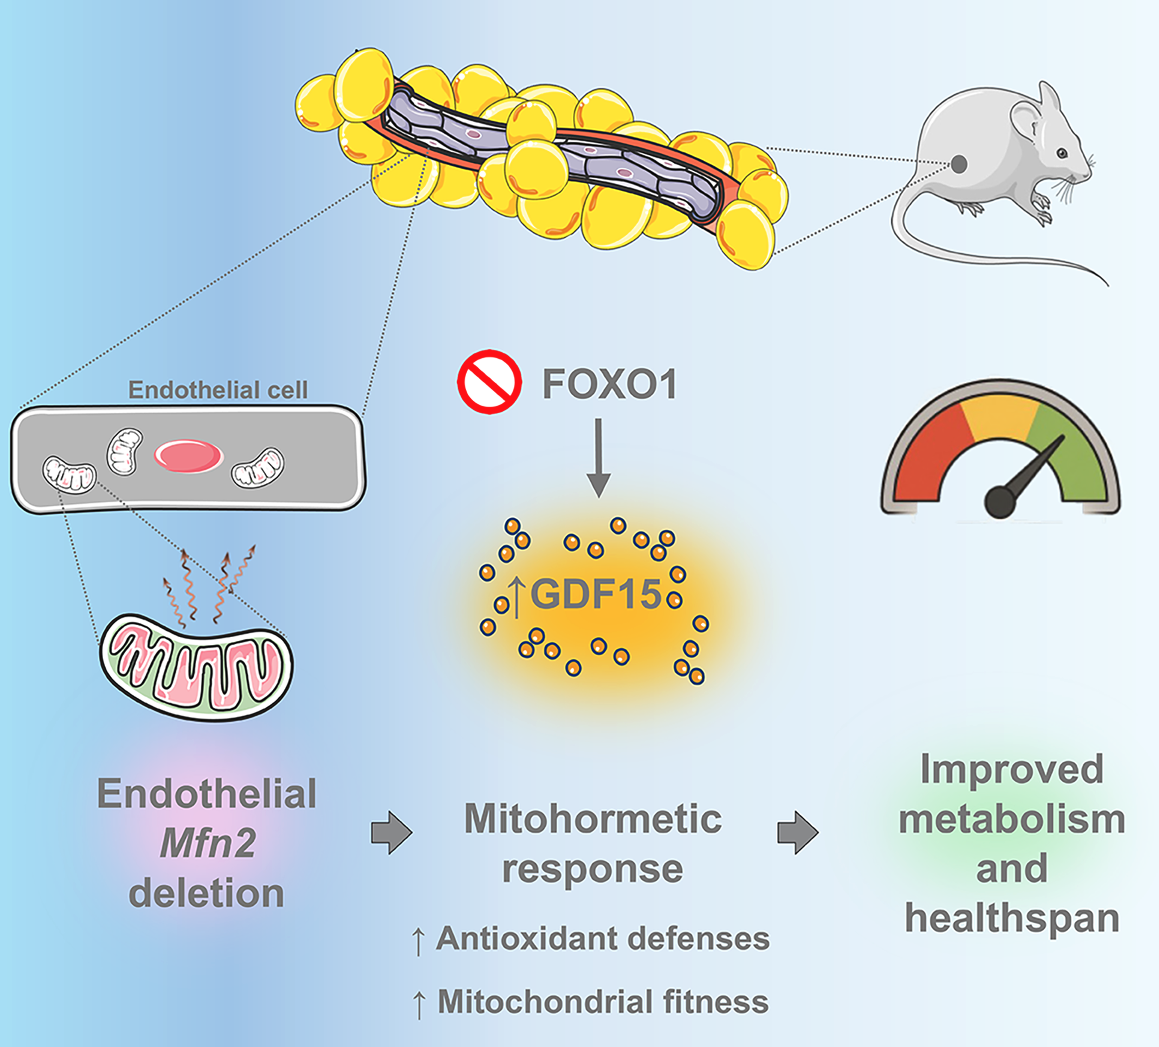 Endothelial cell
FOXO1
↑GDF15
Endothelial
Mfn2
deletion
Mitohormetic
response
↑ Antioxidant defenses
↑ Mitochondrial fitness
Improved
metabolism
and
healthspan